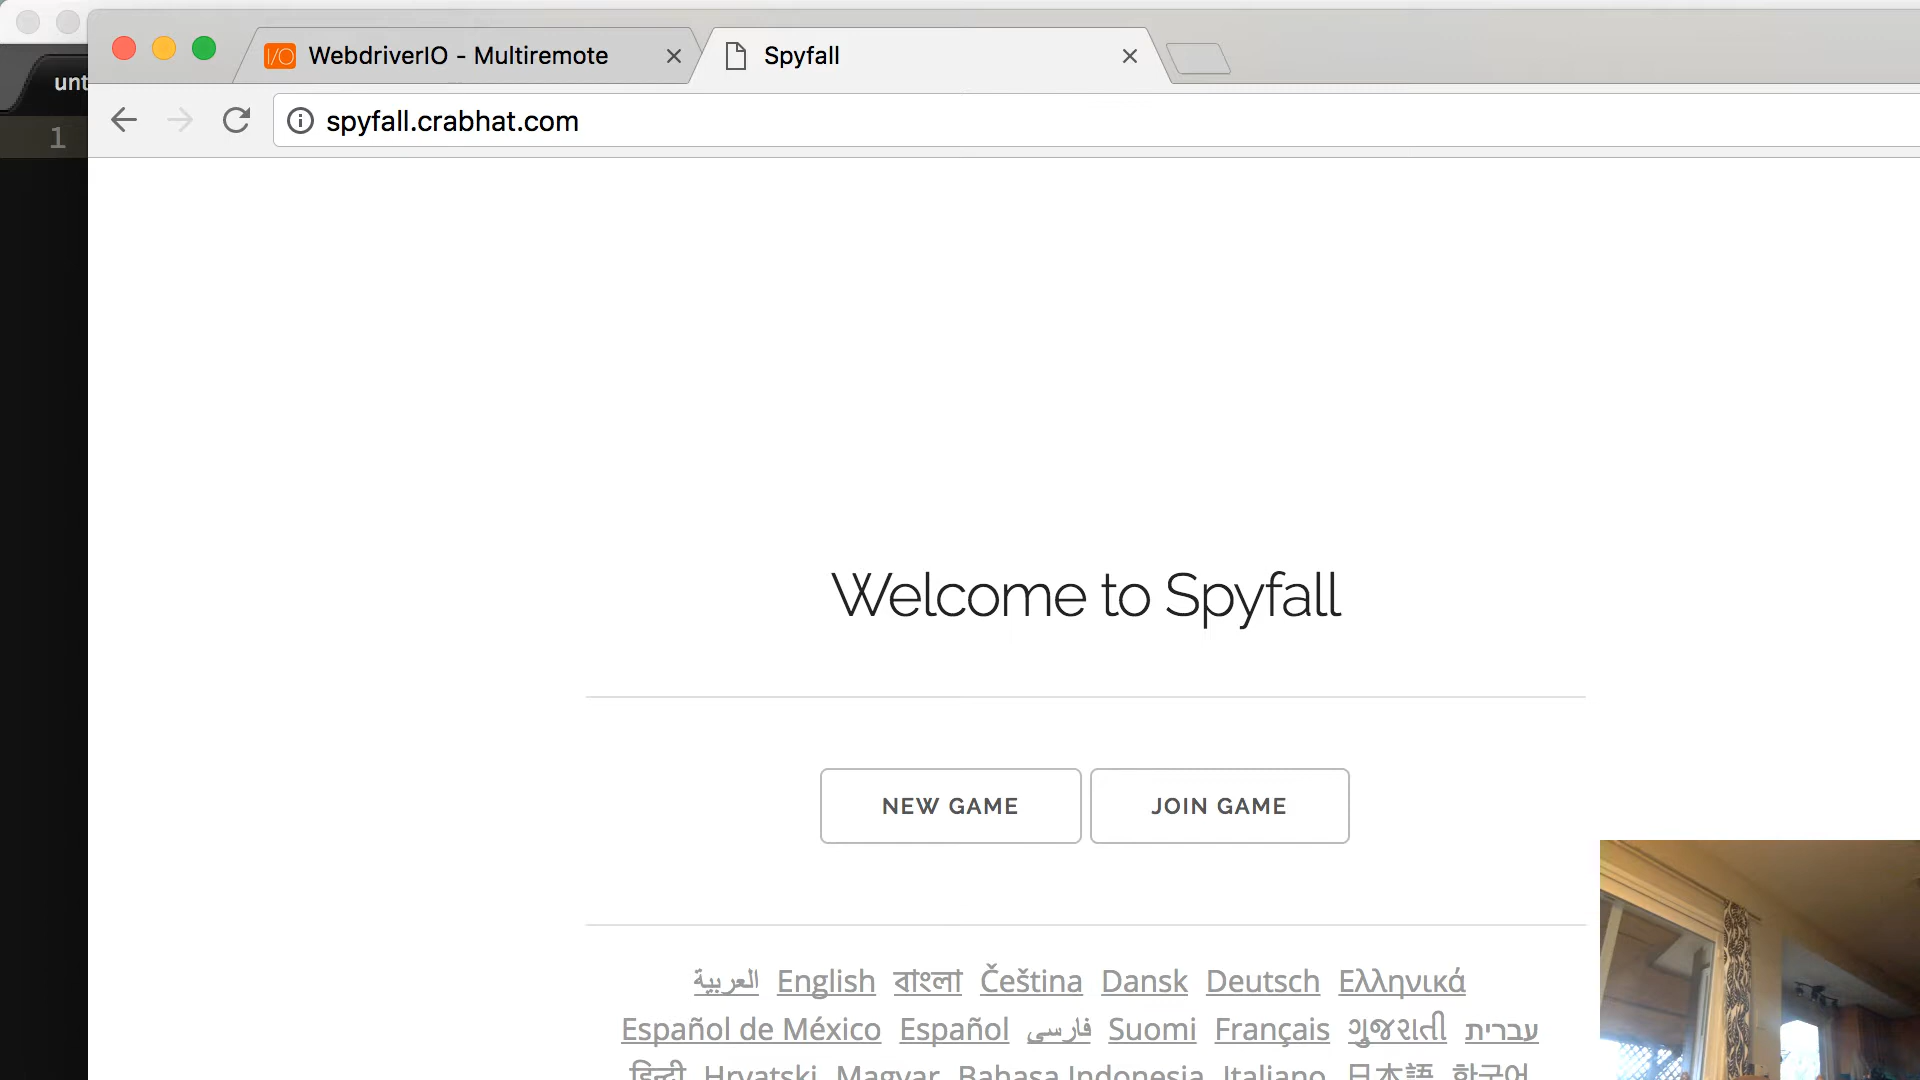 I/O WebdriverIO - Multiremote
Spyfall
unt
1
spyfall.crabhat.com
Welcome to Spyfall
NEW GAME JOIN GAME
العربية English বাংলা Čeština Dansk Deutsch Ελληνικά
Español de México Español فارسی Suomi Français ગુજરાતી עברית
हिन्दी Hrvatski Magyar Bahasa Indonesia Italiano 日本語 한국어